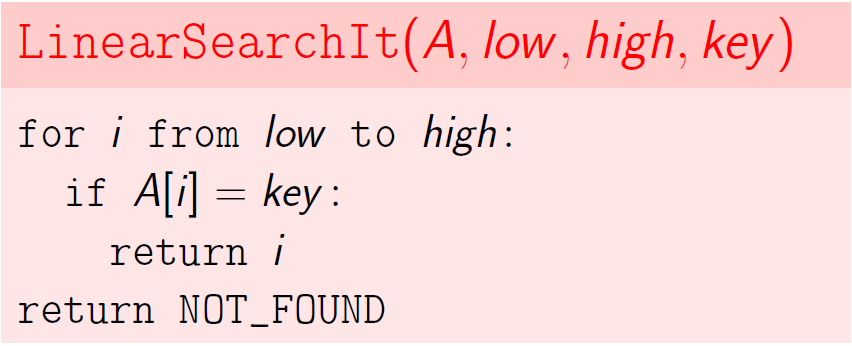 LinearSearchIt(A, low, high, key)
for i from low to high:
if A[i] = key:
return i
return NOT_FOUND